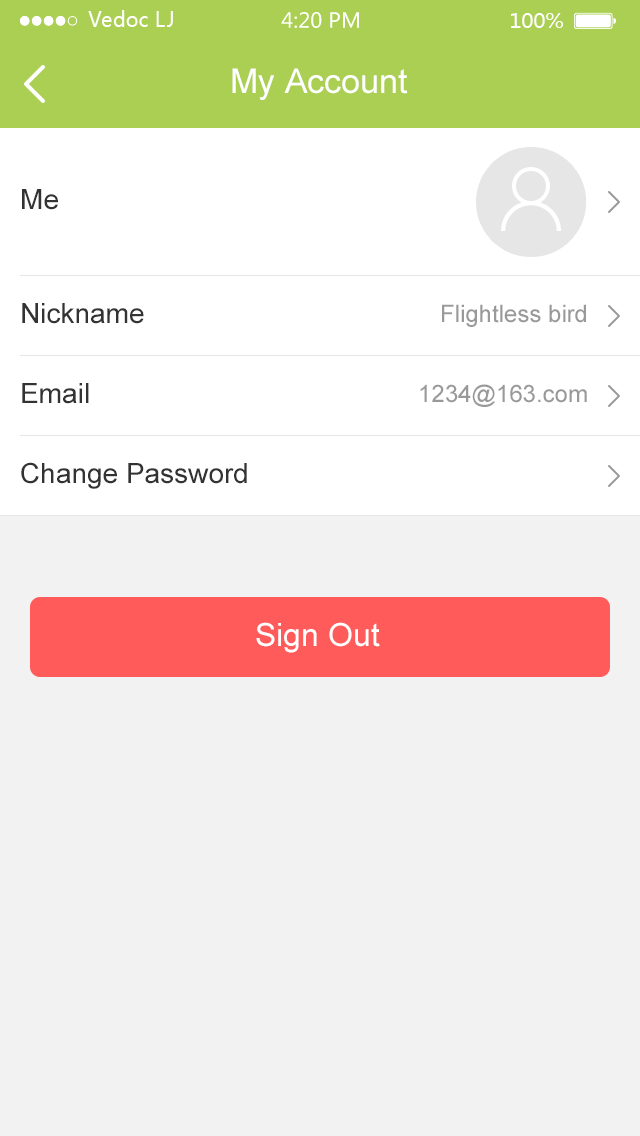 Vedoc LJ 4:20 PM 100%
My Account
Me
Nickname Flightless bird
Email 1234@163.com
Change Password
Sign Out